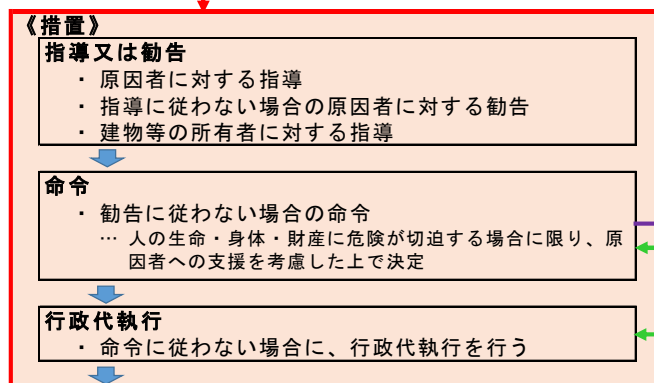 《措置》
指導又は勧告
・ 原因者に対する指導
・ 指導に従わない場合の原因者に対する勧告
・ 建物等の所有者に対する指導
命令
・ 勧告に従わない場合の命令
… 人の生命・身体・財産に危険が切迫する場合に限り、原
因者への支援を考慮した上で決定
行政代執行
・ 命令に従わない場合に、行政代執行を行う